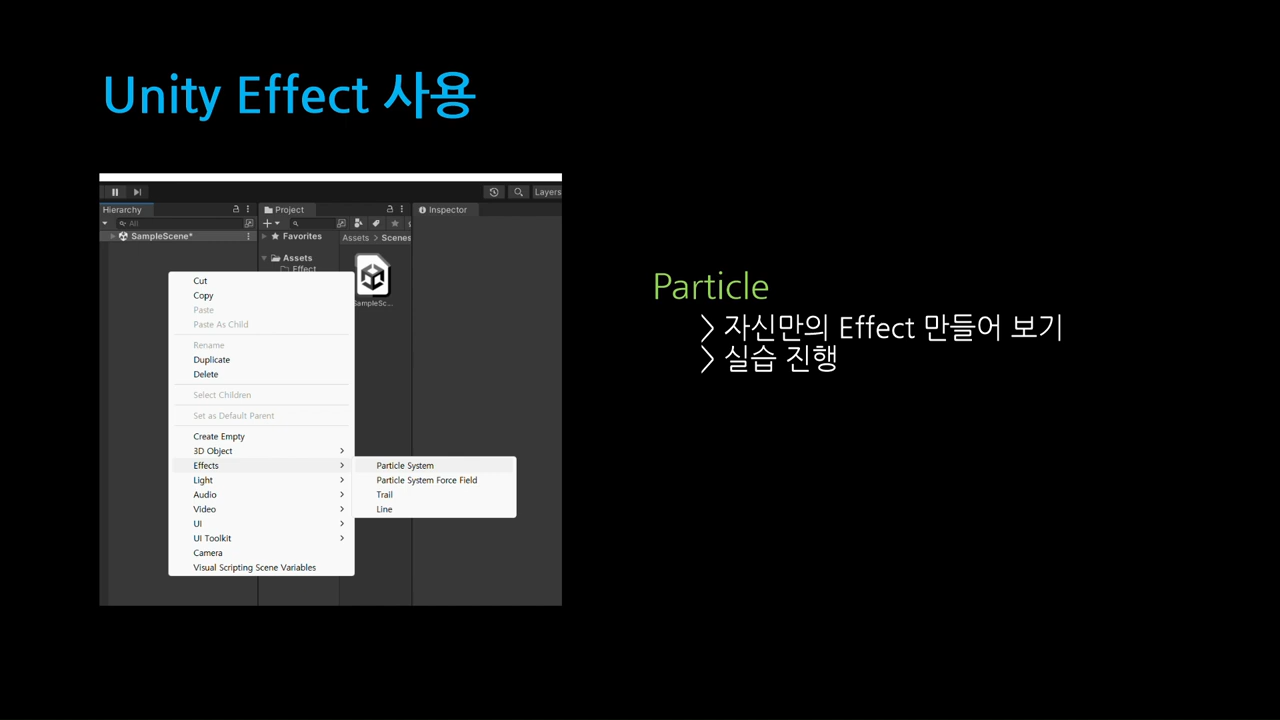 Unity Effect 사용
Layers
Hierarchy
Project
Inspector
All
SampleScene*
Favorites
Assets > Scenes
Assets
Effect
SampleSc...
Cut
Copy
Paste
Paste As Child
Rename
Duplicate
Delete
Select Children
Set as Default Parent
Create Empty
3D Object
Effects
Light
Audio
Video
UI
UI Toolkit
Camera
Visual Scripting Scene Variables
Particle System
Particle System Force Field
Trail
Line
Particle
> 자신만의 Effect 만들어 보기
> 실습 진행